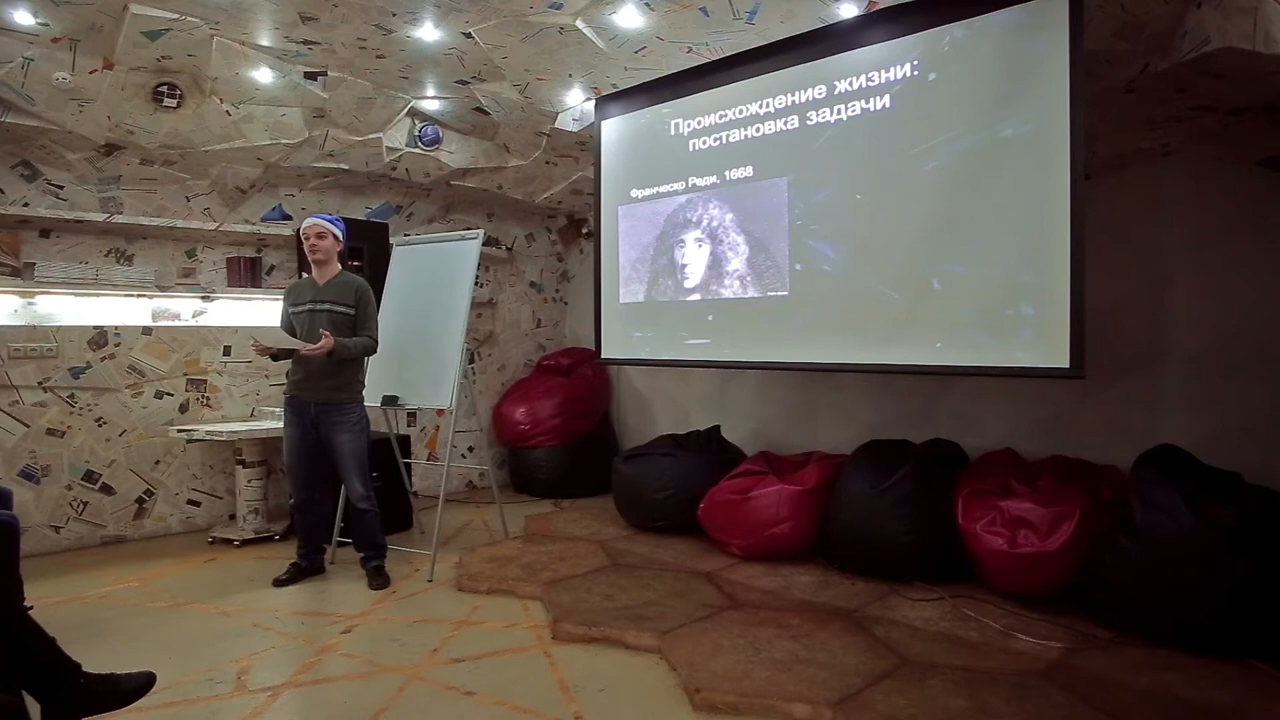 Происхождение жизни:
постановка задачи
Франческо Реди, 1668